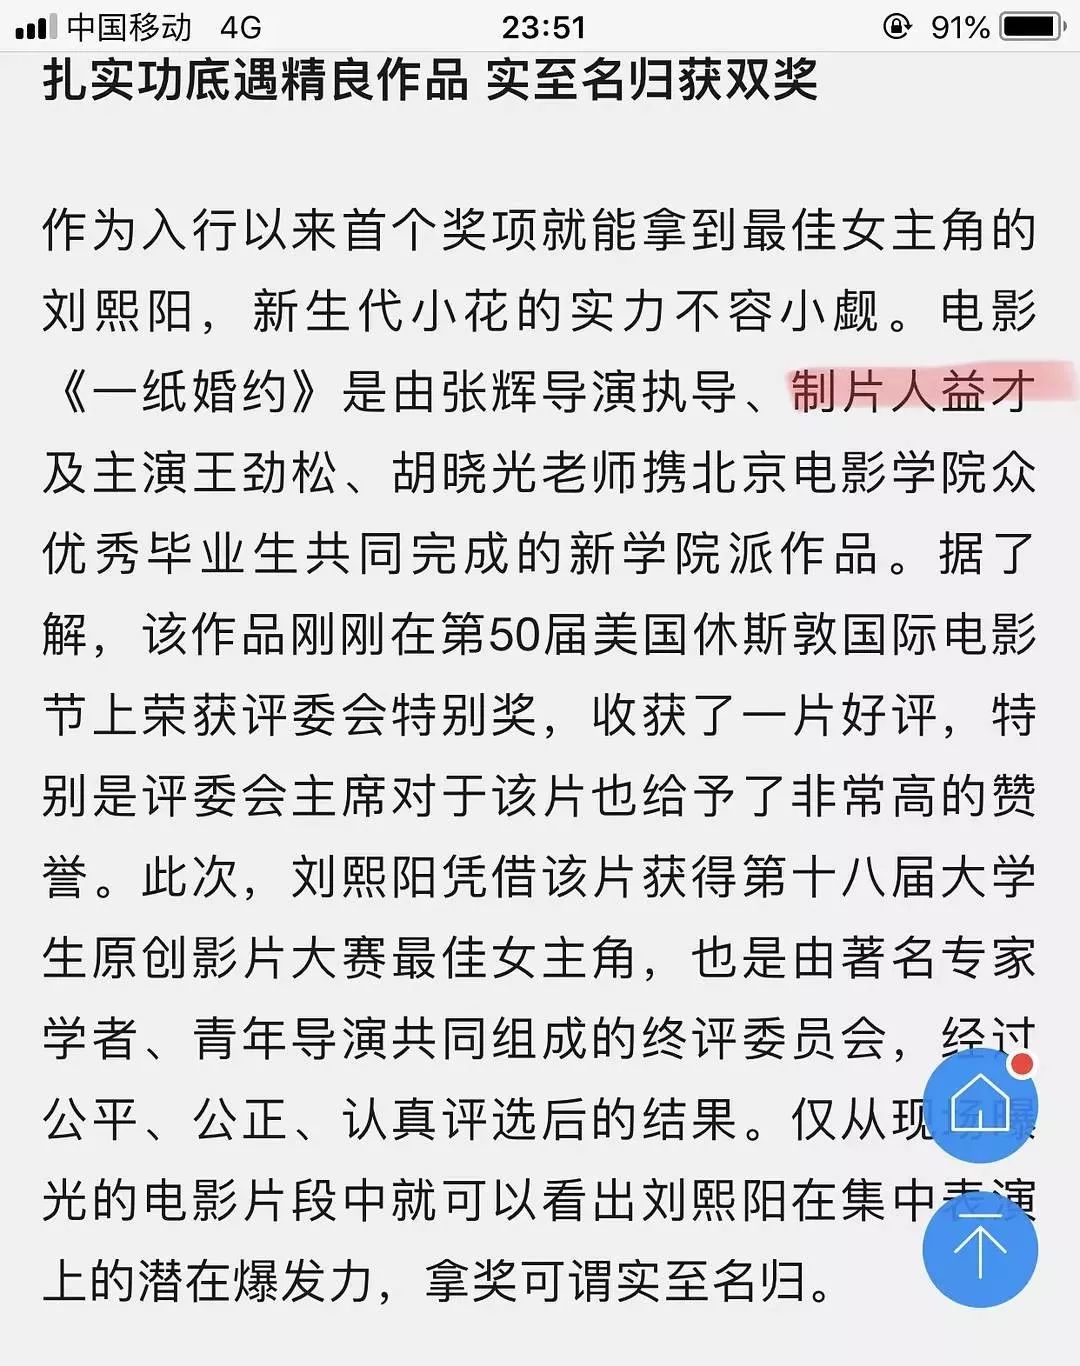 中国移动 4G 23:51 91%
扎实功底遇精良作品 实至名归获双奖
作为入行以来首个奖项就能拿到最佳女主角的
刘熙阳，新生代小花的实力不容小觑。电影
《一纸婚约》是由张辉导演执导、制片人益才
及主演王劲松、胡晓光老师携北京电影学院众
优秀毕业生共同完成的新学院派作品。据了
解，该作品刚刚在第50届美国休斯敦国际电影
节上荣获评委会特别奖，收获了一片好评，特
别是评委会主席对于该片也给予了非常高的赞
誉。此次，刘熙阳凭借该片获得第十八届大学
生原创影片大赛最佳女主角，也是由著名专家
学者、青年导演共同组成的终评委员会，经过
公平、公正、认真评选后的结果。仅从现场曝
光的电影片段中就可以看出刘熙阳在集中表演
上的潜在爆发力，拿奖可谓实至名归。